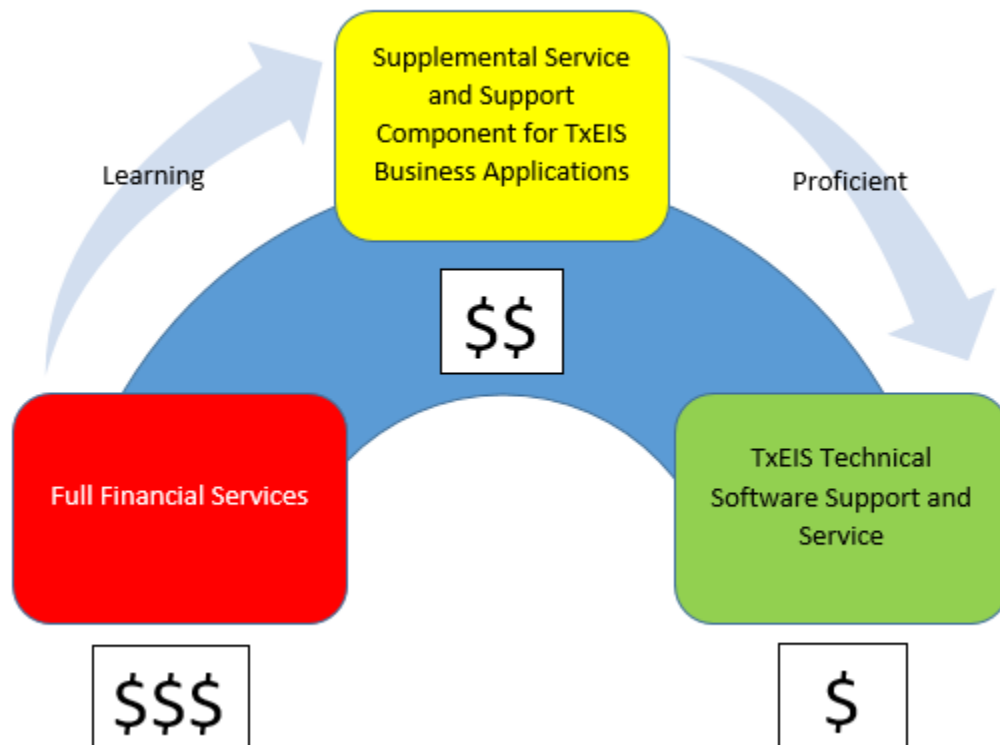 Supplemental Service
and Support
Component for TxEIS
Business Applications
Learning
Proficient
$$
Full Financial Services
TxEIS Technical
Software Support and
Service
$$$
$